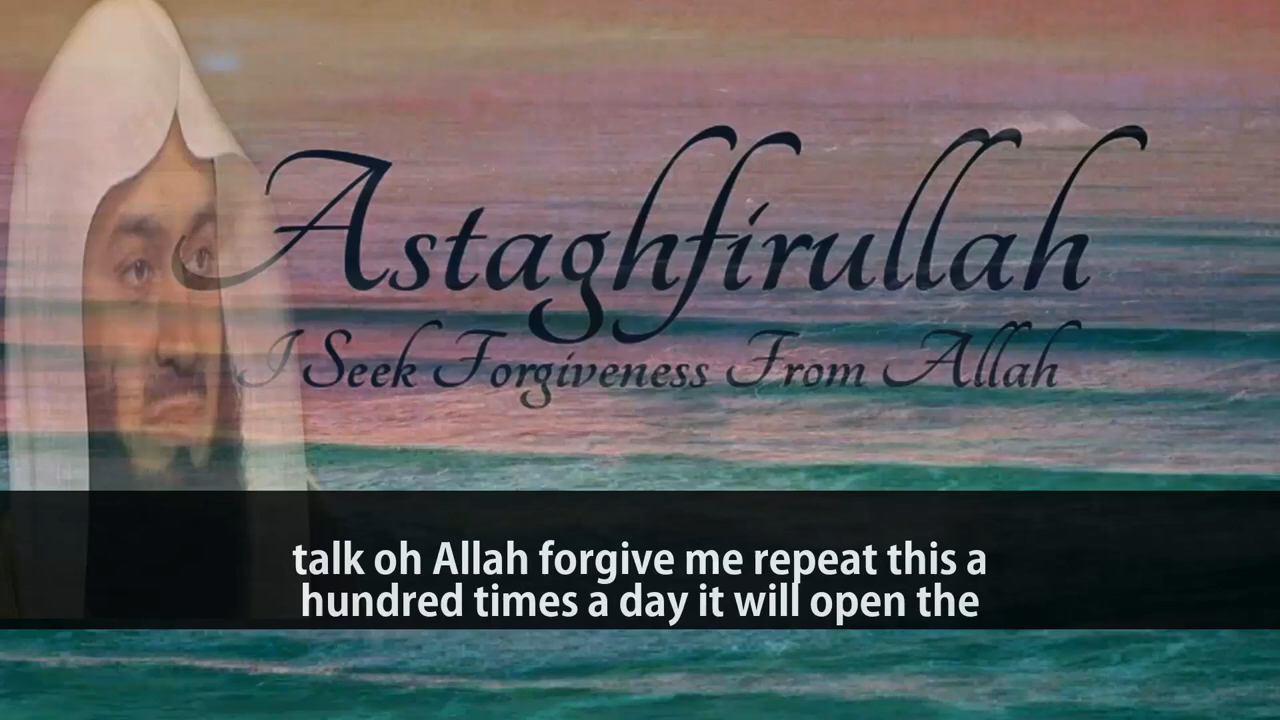 Astaghfirullah
I Seek Forgiveness From Allah
talk oh Allah forgive me repeat this a
hundred times a day it will open the